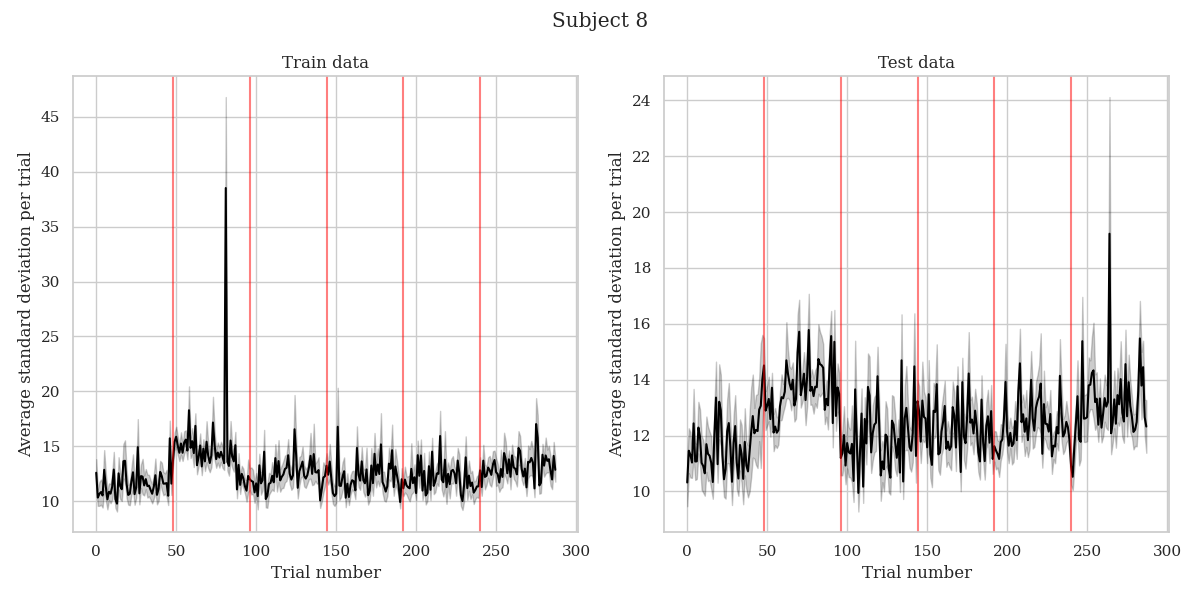 Subject 8
Train data
Average standard deviation per trial
45
40
35
30
25
20
15
10
0 50 100 150 200 250 300
Trial number
Test data
Average standard deviation per trial
24
22
20
18
16
14
12
10
0 50 100 150 200 250 300
Trial number